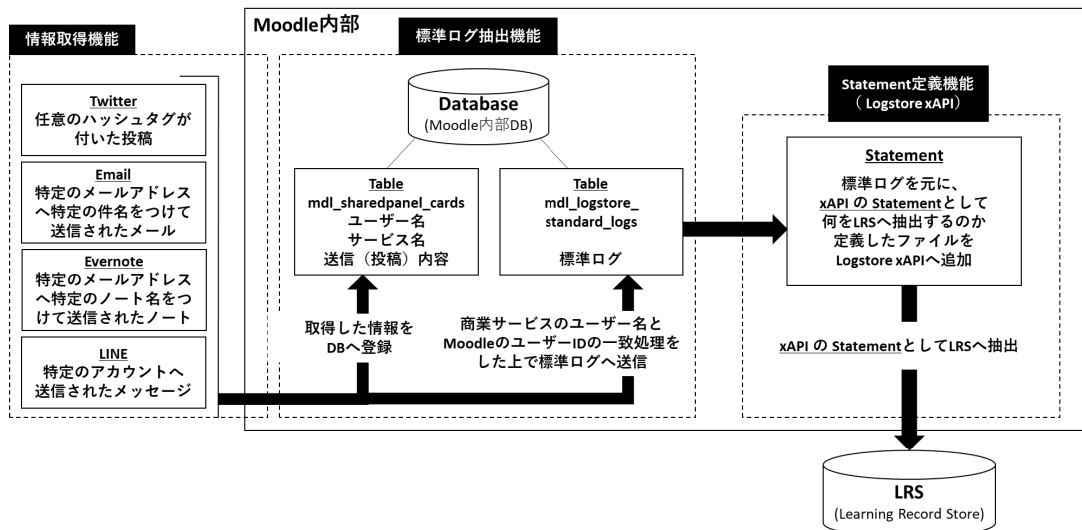 Moodle内部
情報取得機能
Twitter
任意のハッシュタグが
付いた投稿
Email
特定のメールアドレス
へ特定の件名をつけて
送信されたメール
Evernote
特定のメールアドレス
へ特定のノート名をつ
けて送信されたノート
LINE
特定のアカウントへ
送信されたメッセージ
標準ログ抽出機能
Database
(Moodle内部DB)
Table
mdl_sharedpanel_cards
ユーザー名
サービス名
送信（投稿）内容
Table
mdl_logstore_
standard_logs
標準ログ
取得した情報を
DBへ登録
商業サービスのユーザー名と
MoodleのユーザーIDの一致処理を
した上で標準ログへ送信
Statement定義機能
（ Logstore xAPI）
Statement
標準ログを元に、
xAPI の Statementとして
何をLRSへ抽出するのか
定義したファイルを
Logstore xAPIへ追加
xAPI の StatementとしてLRSへ抽出
LRS
(Learning Record Store)